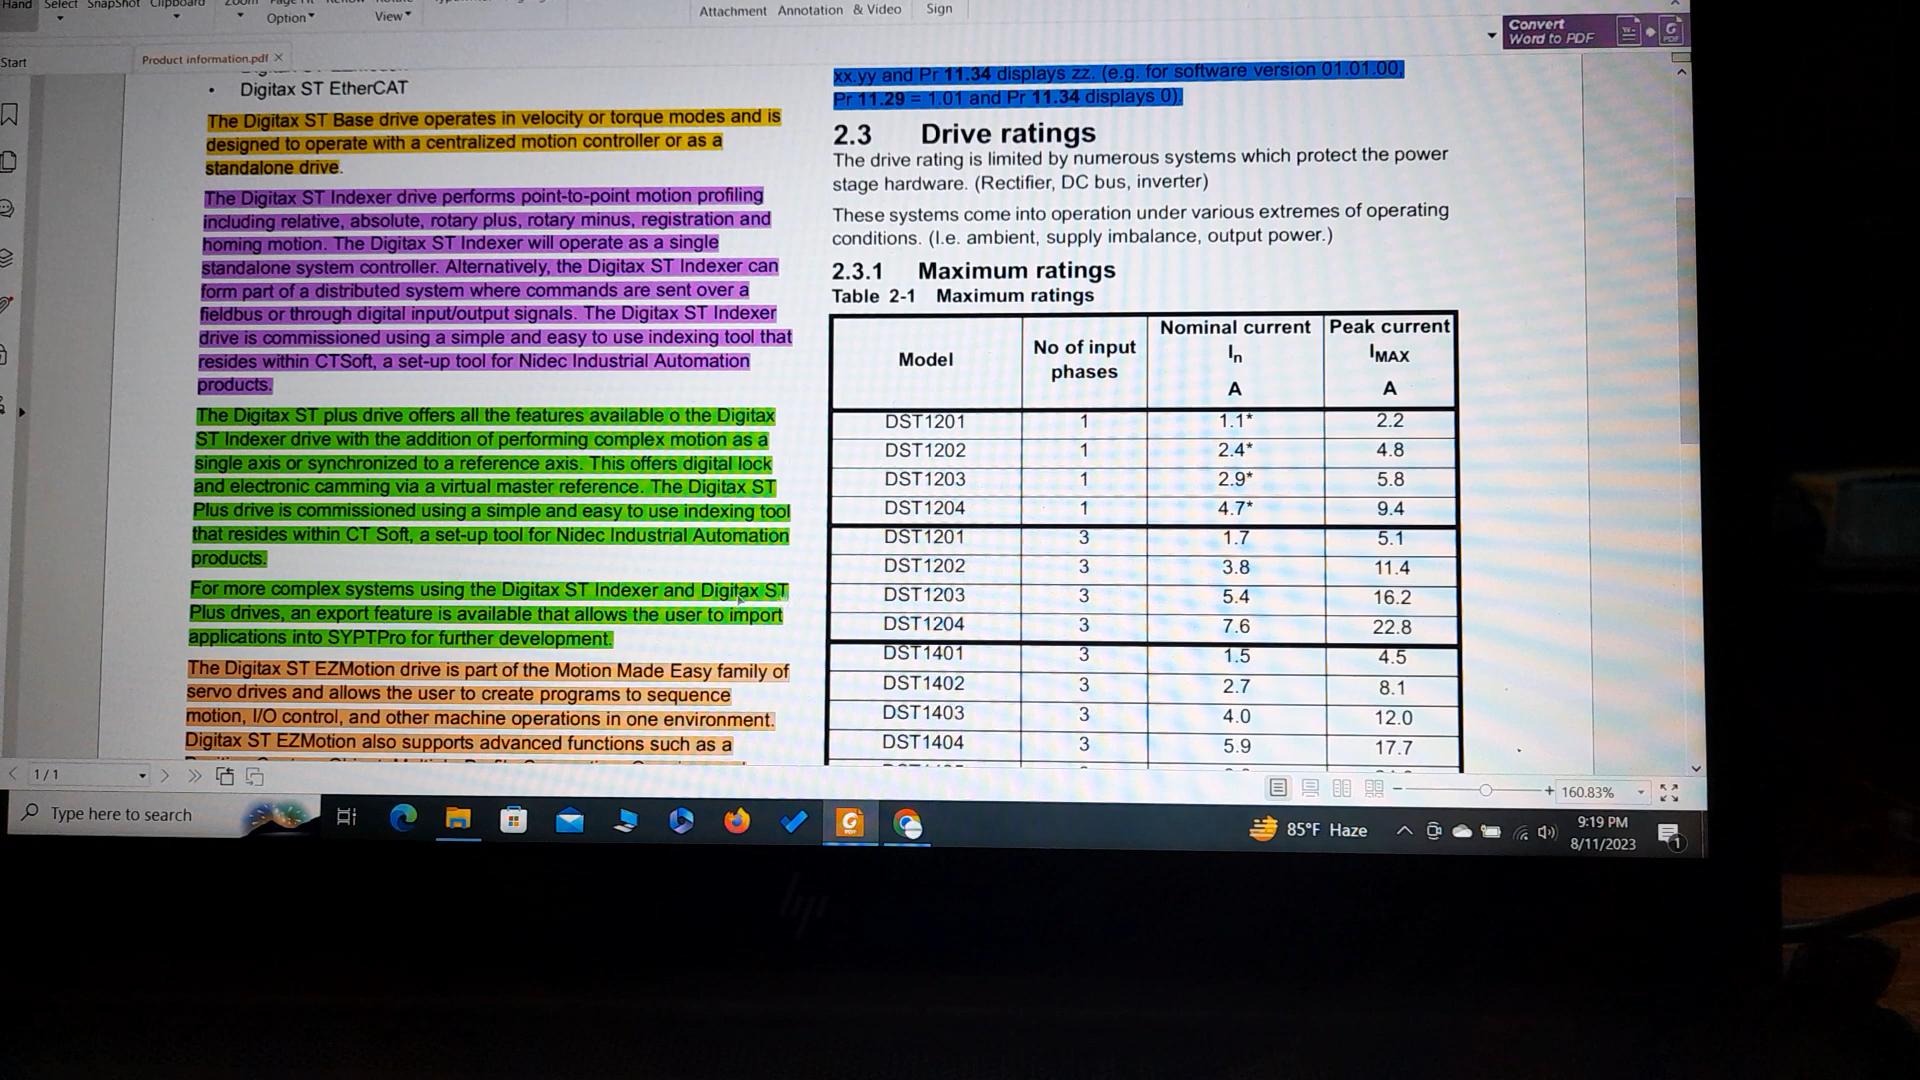 Hand Select SnapShot Clipboard
Option View
Attachment Annotation & Video Sign
Convert
Word to PDF
Start
Product information.pdf
• Digitax ST EtherCAT
The Digitax ST Base drive operates in velocity or torque modes and is
designed to operate with a centralized motion controller or as a
standalone drive.
The Digitax ST Indexer drive performs point-to-point motion profiling
including relative, absolute, rotary plus, rotary minus, registration and
homing motion. The Digitax ST Indexer will operate as a single
standalone system controller. Alternatively, the Digitax ST Indexer can
form part of a distributed system where commands are sent over a
fieldbus or through digital input/output signals. The Digitax ST Indexer
drive is commissioned using a simple and easy to use indexing tool that
resides within CTSoft, a set-up tool for Nidec Industrial Automation
products.
The Digitax ST plus drive offers all the features available o the Digitax
ST Indexer drive with the addition of performing complex motion as a
single axis or synchronized to a reference axis. This offers digital lock
and electronic camming via a virtual master reference. The Digitax ST
Plus drive is commissioned using a simple and easy to use indexing tool
that resides within CT Soft, a set-up tool for Nidec Industrial Automation
products.
For more complex systems using the Digitax ST Indexer and Digitax ST
Plus drives, an export feature is available that allows the user to import
applications into SYPTPro for further development.
The Digitax ST EZMotion drive is part of the Motion Made Easy family of
servo drives and allows the user to create programs to sequence
motion, I/O control, and other machine operations in one environment.
Digitax ST EZMotion also supports advanced functions such as a
xx.yy and Pr 11.34 displays zz. (e.g. for software version 01.01.00,
Pr 11.29 = 1.01 and Pr 11.34 displays 0).
2.3 Drive ratings
The drive rating is limited by numerous systems which protect the power
stage hardware. (Rectifier, DC bus, inverter)
These systems come into operation under various extremes of operating
conditions. (I.e. ambient, supply imbalance, output power.)
2.3.1 Maximum ratings
Table 2-1 Maximum ratings
Model No of input phases Nominal current In A Peak current IMAX A
DST1201 1 1.1* 2.2
DST1202 1 2.4* 4.8
DST1203 1 2.9* 5.8
DST1204 1 4.7* 9.4
DST1201 3 1.7 5.1
DST1202 3 3.8 11.4
DST1203 3 5.4 16.2
DST1204 3 7.6 22.8
DST1401 3 1.5 4.5
DST1402 3 2.7 8.1
DST1403 3 4.0 12.0
DST1404 3 5.9 17.7
1 / 1
160.83%
Type here to search
85°F Haze
9:19 PM
8/11/2023
1
hp